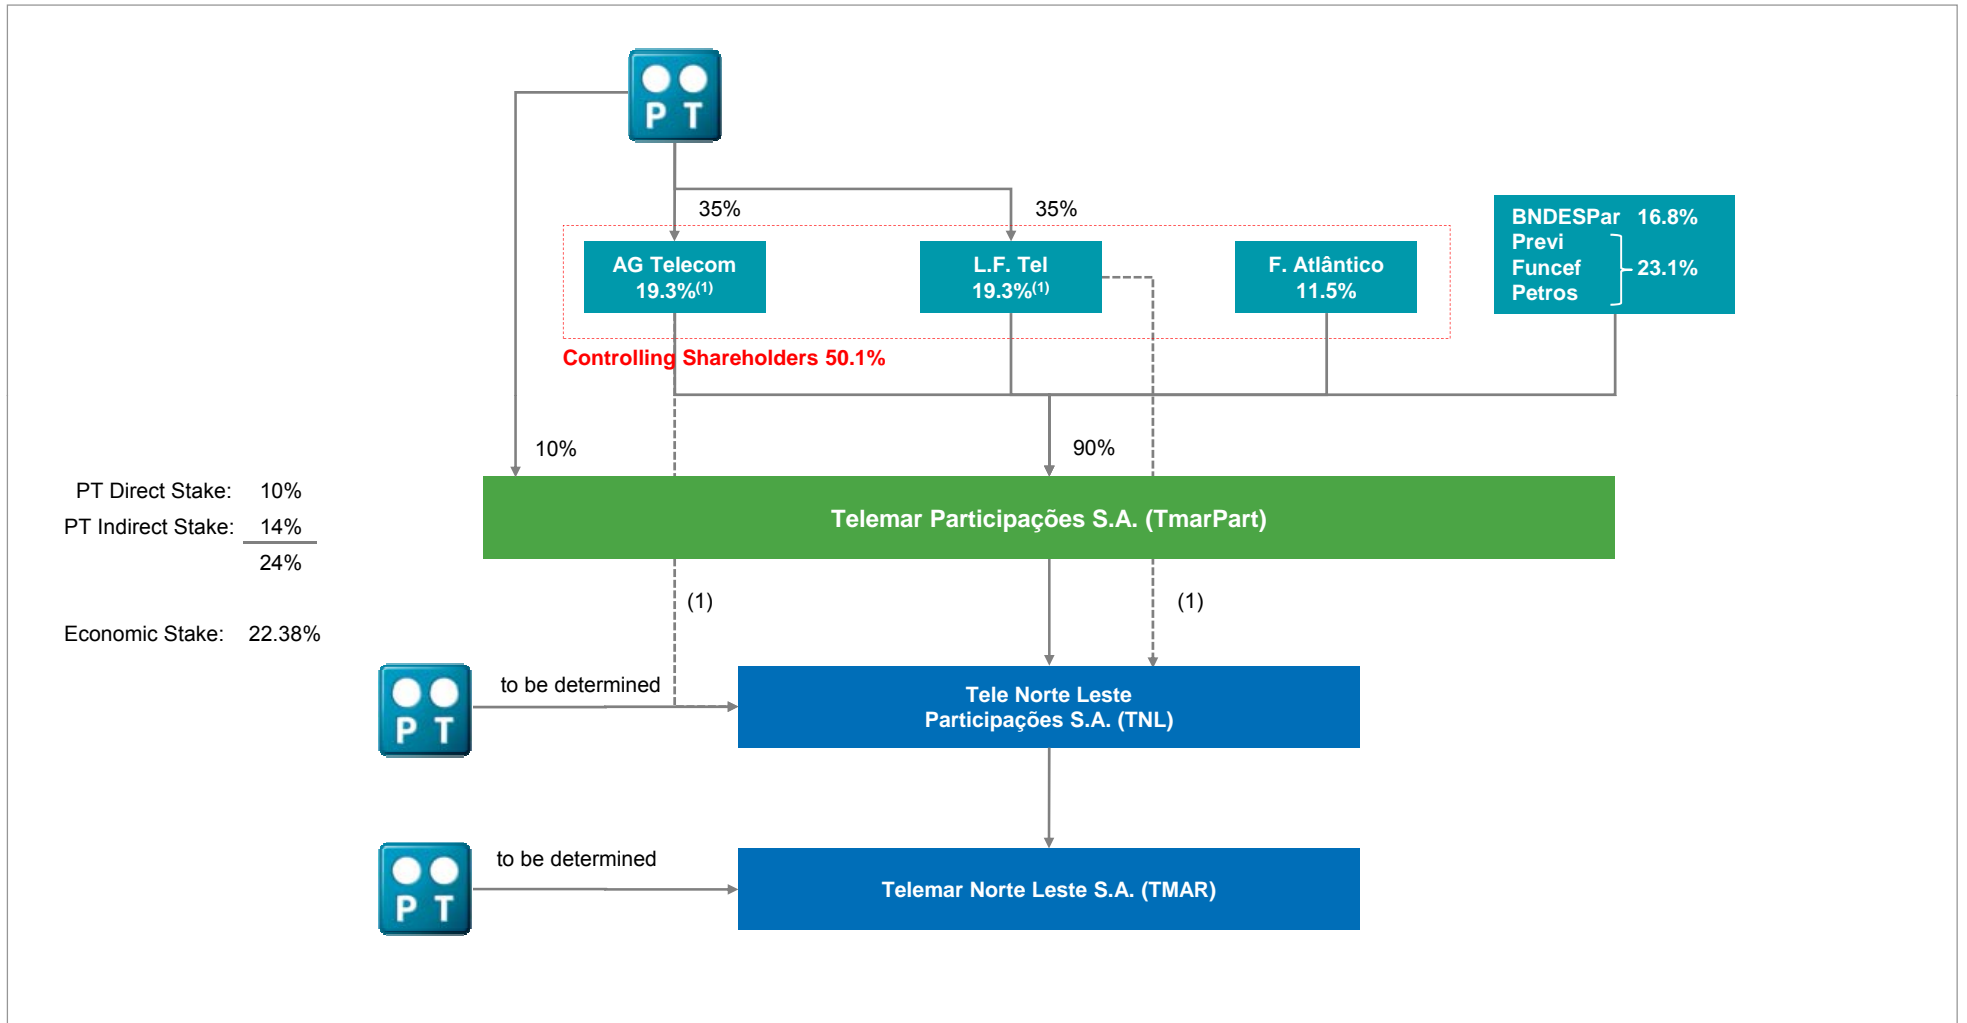 P T
35%
35%
BNDESPar 16.8%
Previ
Funcef 23.1%
Petros
AG Telecom
19.3%(1)
L.F. Tel
19.3%(1)
F. Atlântico
11.5%
Controlling Shareholders 50.1%
10%
90%
PT Direct Stake: 10%
PT Indirect Stake: 14%
24%
Telemar Participações S.A. (TmarPart)
(1)
(1)
Economic Stake: 22.38%
P T
to be determined
Tele Norte Leste
Participações S.A. (TNL)
P T
to be determined
Telemar Norte Leste S.A. (TMAR)